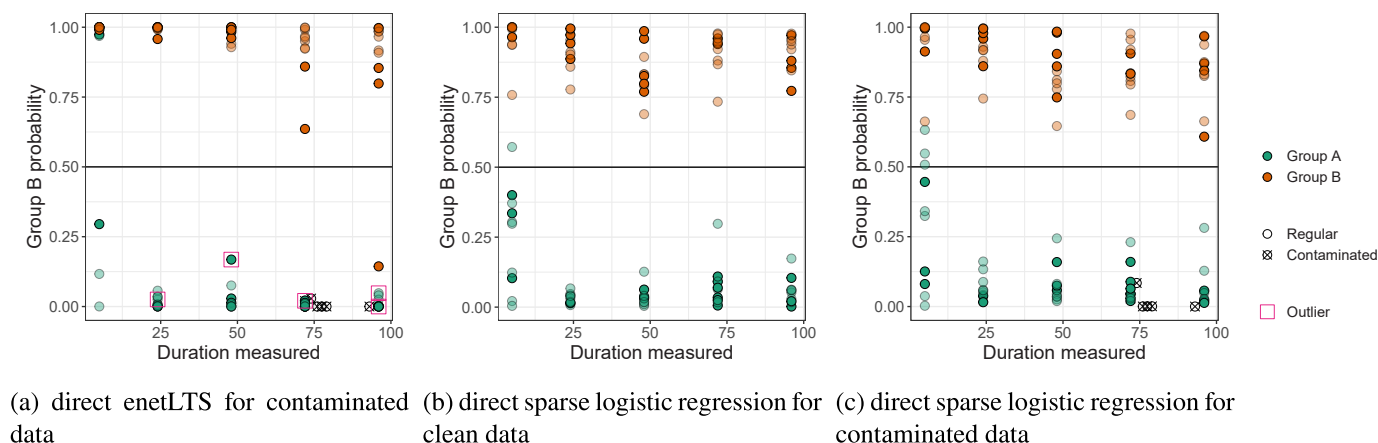 1.00
0.75
0.50
0.25
0.00
Group B probability
0
25
50
75
100
Duration measured
1.00
0.75
0.50
0.25
0.00
Group B probability
0
25
50
75
100
Duration measured
1.00
0.75
0.50
0.25
0.00
Group B probability
0
25
50
75
100
Duration measured
Group A
Group B
Regular
Contaminated
Outlier
(a) direct enetLTS for contaminated
data
(b) direct sparse logistic regression for
clean data
(c) direct sparse logistic regression for
contaminated data